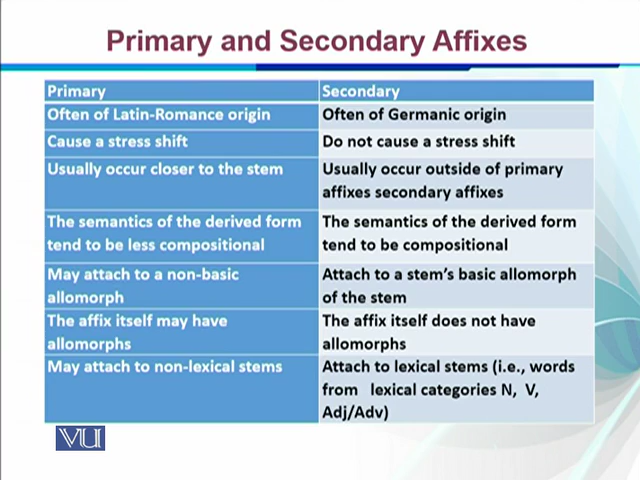 Primary and Secondary Affixes
Primary
Secondary
Often of Latin-Romance origin
Often of Germanic origin
Cause a stress shift
Do not cause a stress shift
Usually occur closer to the stem
Usually occur outside of primary
affixes secondary affixes
The semantics of the derived form
tend to be less compositional
The semantics of the derived form
tend to be compositional
May attach to a non-basic
allomorph
Attach to a stem's basic allomorph
of the stem
The affix itself may have
allomorphs
The affix itself does not have
allomorphs
May attach to non-lexical stems
Attach to lexical stems (i.e., words
from lexical categories N, V,
Adj/Adv)
VU